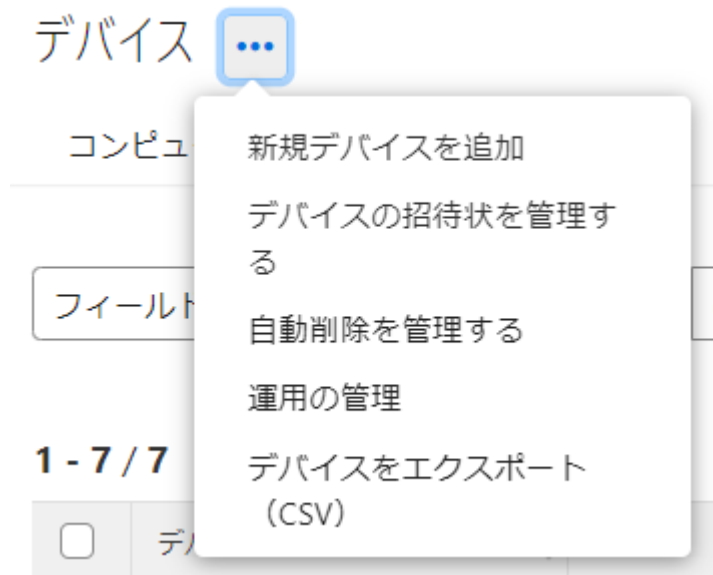 デバイス
コンピュ
新規デバイスを追加
デバイスの招待状を管理す
る
フィールド
自動削除を管理する
運用の管理
1 - 7 / 7
デバイスをエクスポート
（CSV）
デバ